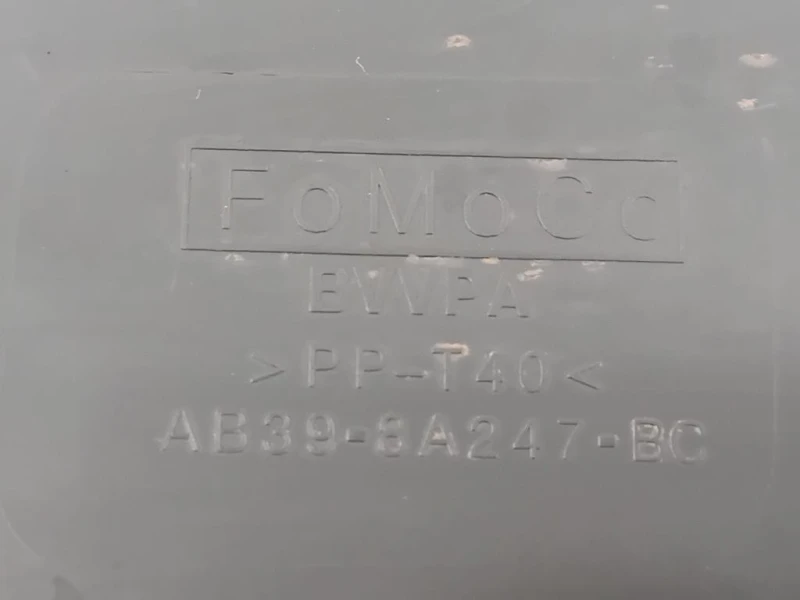 FoMoCo
BWPA
>PP-T40<
AB39-8A247-BC